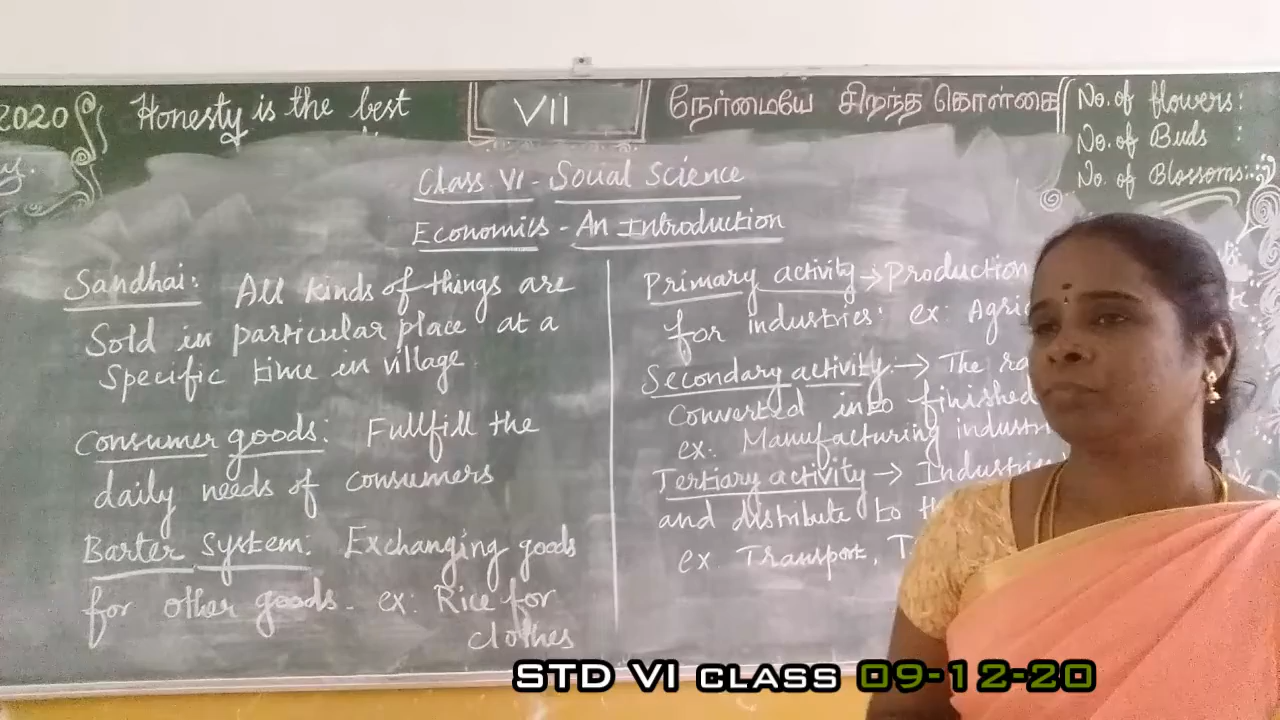 2020
Honesty is the best
VII
நேர்மையே சிறந்த கொள்கை
No. of flowers:
No. of Buds :
No. of Blossoms:
Class VI - Social Science
Economics - An Introduction
Sandhai: All kinds of things are
Sold in particular place at a
Specific time in village.
Consumer goods: Fullfill the
daily needs of consumers
Barter System: Exchanging goods
for other goods - ex: Rice for
clothes
Primary activity → Production
for industries. ex: Agri
Secondary activity → The
Converted into finished
ex: Manufacturing
Tertiary activity → Industries
and distribute to
ex. Transport,
STD VI CLASS 09-12-20